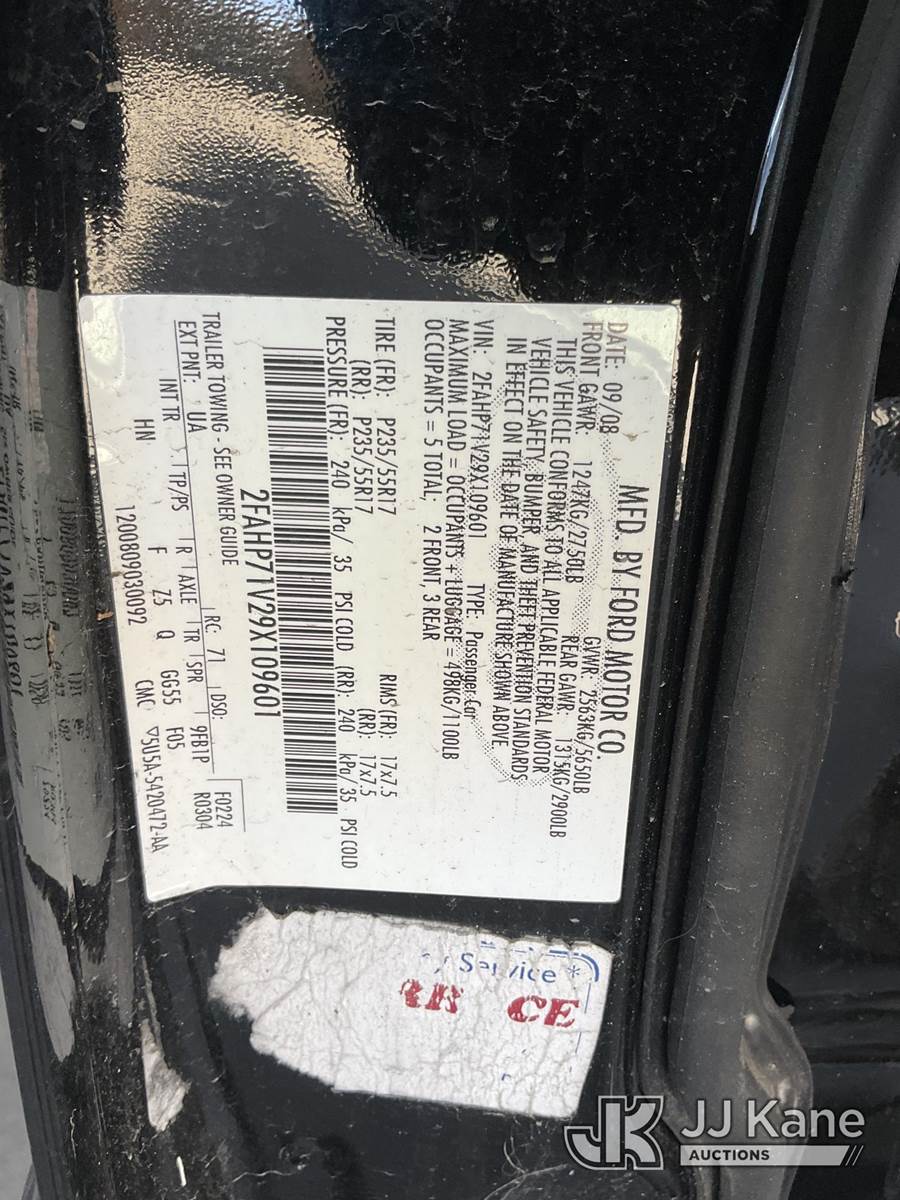 MFD. BY FORD MOTOR CO.
DATE: 09/08 GVWR: 2563KG/5650LB
FRONT GAWR: 1247KG/2750LB REAR GAWR: 1315KG/2900LB
THIS VEHICLE CONFORMS TO ALL APPLICABLE FEDERAL MOTOR
VEHICLE SAFETY, BUMPER, AND THEFT PREVENTION STANDARDS
IN EFFECT ON THE DATE OF MANUFACTURE SHOWN ABOVE.
VIN: 2FAHP71V29X109601 TYPE: Passenger Car
MAXIMUM LOAD = OCCUPANTS + LUGGAGE = 498KG/1100LB
OCCUPANTS = 5 TOTAL; 2 FRONT, 3 REAR
TIRE (FR): P235/55R17 RIMS (FR): 17x7.5
(RR): P235/55R17 (RR): 17x7.5
PRESSURE (FR): 240 kPa/ 35 PSI COLD (RR): 240 kPa/35 PSI COLD
2FAHP71V29X109601
TRAILER TOWING - SEE OWNER GUIDE
EXT PNT: UA RC: 71 DSO: F0224
INT TR TP/PS R AXLE TR SPR 9FB1P R0304
HN F Z5 Q GG55 F05
120080903092 CMC ▽5U5A-5420472-AA
Service *
CE
JJ Kane
AUCTIONS